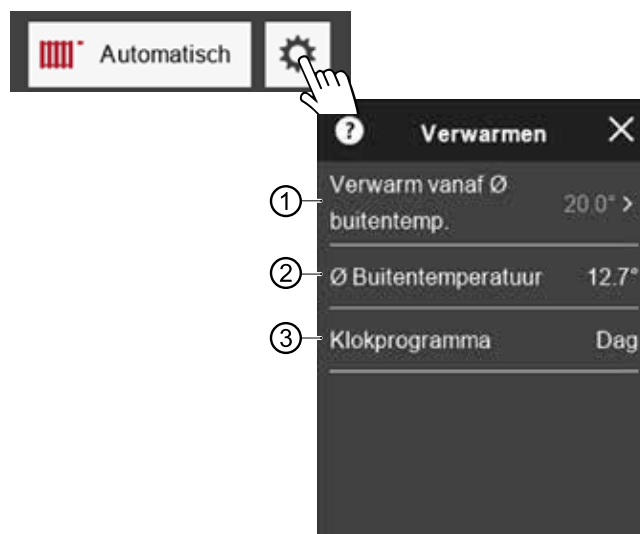 Automatisch
? Verwarmen
1 Verwarm vanaf Ø
buitentemp. 20.0° >
2 Ø Buitentemperatuur 12.7°
3 Klokprogramma Dag